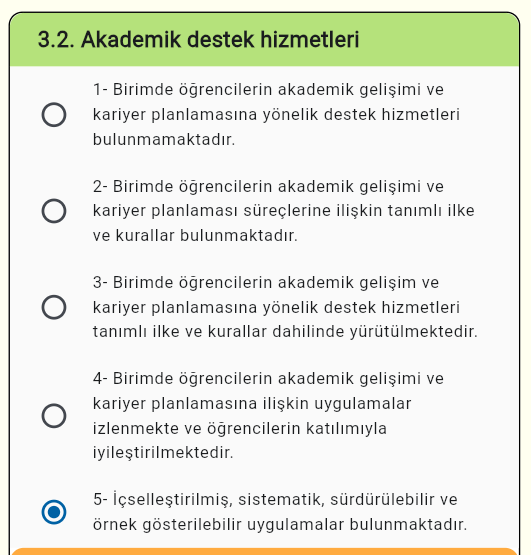 3.2. Akademik destek hizmetleri
1- Birimde öğrencilerin akademik gelişimi ve
kariyer planlamasına yönelik destek hizmetleri
bulunmamaktadır.
2- Birimde öğrencilerin akademik gelişimi ve
kariyer planlaması süreçlerine ilişkin tanımlı ilke
ve kurallar bulunmaktadır.
3- Birimde öğrencilerin akademik gelişim ve
kariyer planlamasına yönelik destek hizmetleri
tanımlı ilke ve kurallar dahilinde yürütülmektedir.
4- Birimde öğrencilerin akademik gelişimi ve
kariyer planlamasına ilişkin uygulamalar
izlenmekte ve öğrencilerin katılımıyla
iyileştirilmektedir.
5- İçselleştirilmiş, sistematik, sürdürülebilir ve
örnek gösterilebilir uygulamalar bulunmaktadır.